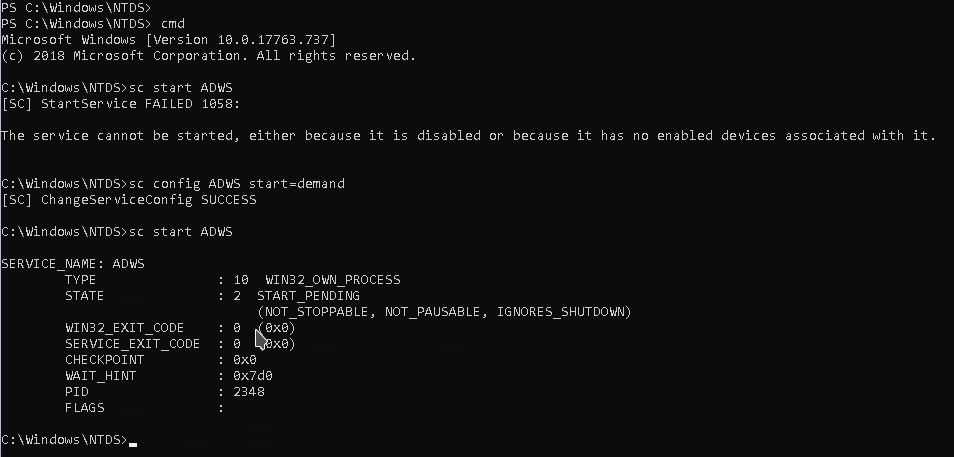 PS C:\Windows\NTDS>
PS C:\Windows\NTDS> cmd
Microsoft Windows [Version 10.0.17763.737]
(c) 2018 Microsoft Corporation. All rights reserved.
C:\Windows\NTDS>sc start ADWS
[SC] StartService FAILED 1058:
The service cannot be started, either because it is disabled or because it has no enabled devices associated with it.
C:\Windows\NTDS>sc config ADWS start=demand
[SC] ChangeServiceConfig SUCCESS
C:\Windows\NTDS>sc start ADWS
SERVICE_NAME: ADWS
TYPE : 10 WIN32_OWN_PROCESS
STATE : 2 START_PENDING
(NOT_STOPPABLE, NOT_PAUSABLE, IGNORES_SHUTDOWN)
WIN32_EXIT_CODE : 0 (0x0)
SERVICE_EXIT_CODE : 0 (0x0)
CHECKPOINT : 0x0
WAIT_HINT : 0x7d0
PID : 2348
FLAGS :
C:\Windows\NTDS>